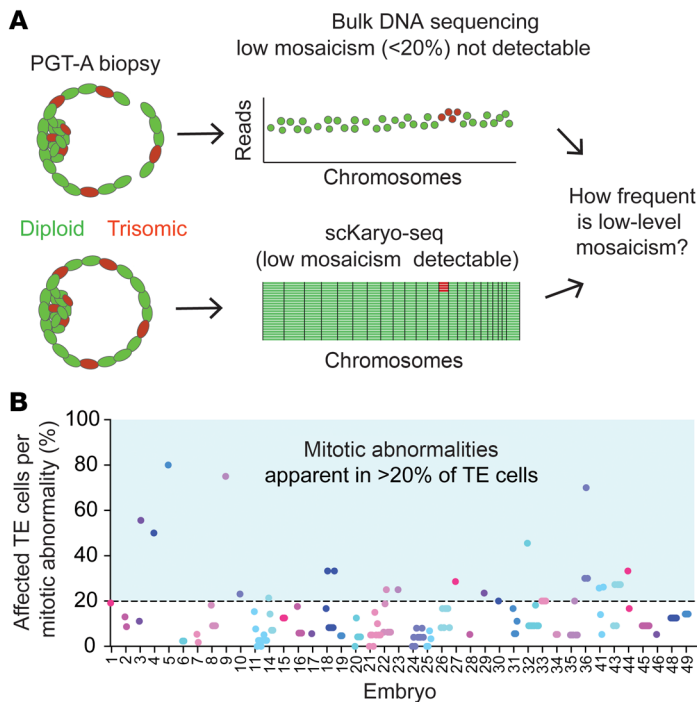 A
Bulk DNA sequencing
low mosaicism (<20%) not detectable
PGT-A biopsy
Reads
Chromosomes
How frequent
is low-level
mosaicism?
Diploid Trisomic
scKaryo-seq
(low mosaicism detectable)
Chromosomes
B
Affected TE cells per
mitotic abnormality (%)
100
80
60
40
20
0
Mitotic abnormalities
apparent in >20% of TE cells
1 2 3 4 5 6 7 8 9 10 11 12 14 15 16 17 18 19 20 21 22 23 24 25 26 27 28 29 30 31 32 33 34 35 36 41 43 44 45 46 48 49
Embryo